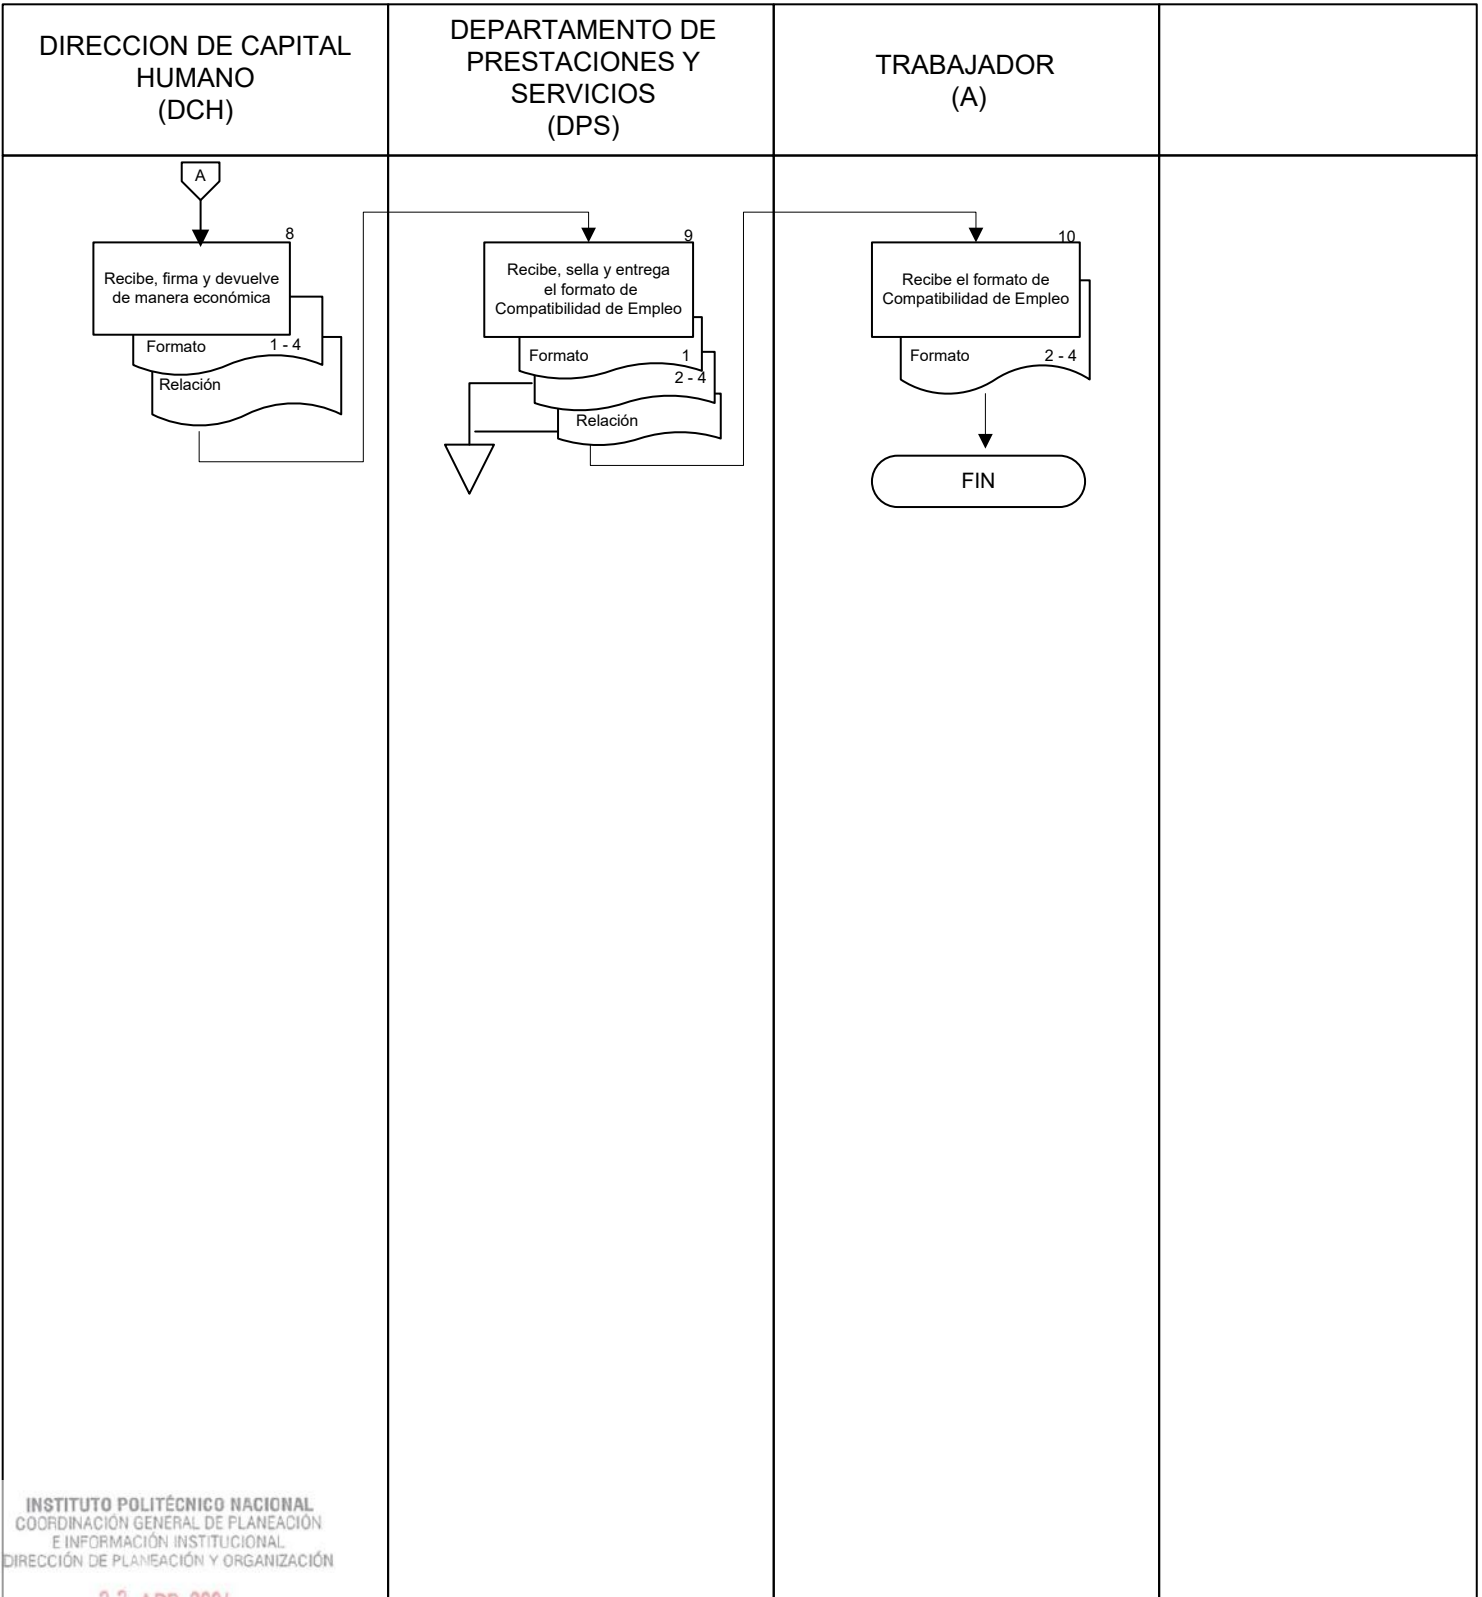 DIRECCION DE CAPITAL
HUMANO
(DCH)
DEPARTAMENTO DE
PRESTACIONES Y
SERVICIOS
(DPS)
TRABAJADOR
(A)
A
8
Recibe, firma y devuelve
de manera económica
Formato 1 - 4
Relación
9
Recibe, sella y entrega
el formato de
Compatibilidad de Empleo
Formato 1
2 - 4
Relación
10
Recibe el formato de
Compatibilidad de Empleo
Formato 2 - 4
FIN
INSTITUTO POLITÉCNICO NACIONAL
COORDINACIÓN GENERAL DE PLANEACIÓN
E INFORMACIÓN INSTITUCIONAL
DIRECCIÓN DE PLANEACIÓN Y ORGANIZACIÓN